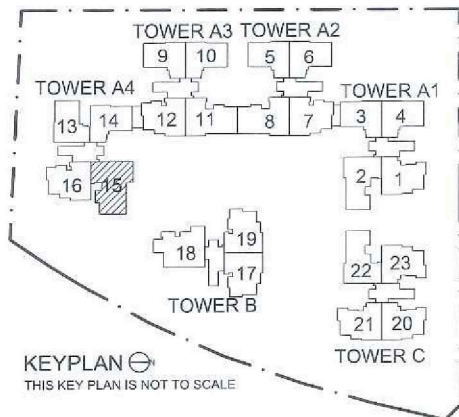 TOWER A3
TOWER A2
9 10
5 6
TOWER A4
TOWER A1
13 14
12 11
8 7
3 4
16 15
2 1
18
19
17
22 23
TOWER B
21 20
TOWER C
KEYPLAN N
THIS KEY PLAN IS NOT TO SCALE